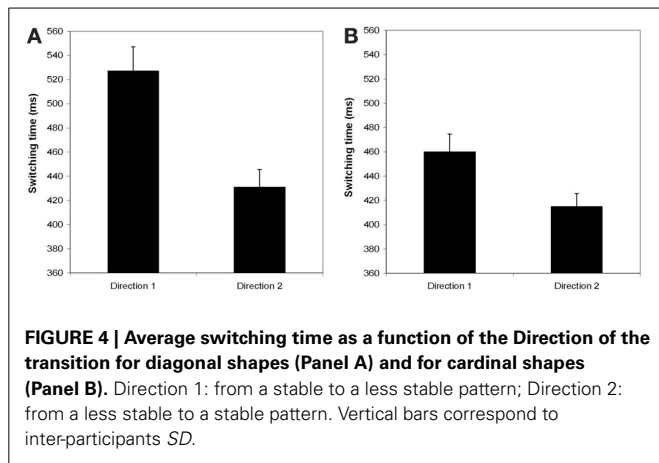 A
560
540
520
500
480
460
440
420
400
380
360
Switching time (ms)
Direction 1 Direction 2
B
560
540
520
500
480
460
440
420
400
380
360
Switching time (ms)
Direction 1 Direction 2
FIGURE 4 | Average switching time as a function of the Direction of the
transition for diagonal shapes (Panel A) and for cardinal shapes
(Panel B). Direction 1: from a stable to a less stable pattern; Direction 2:
from a less stable to a stable pattern. Vertical bars correspond to
inter-participants SD.